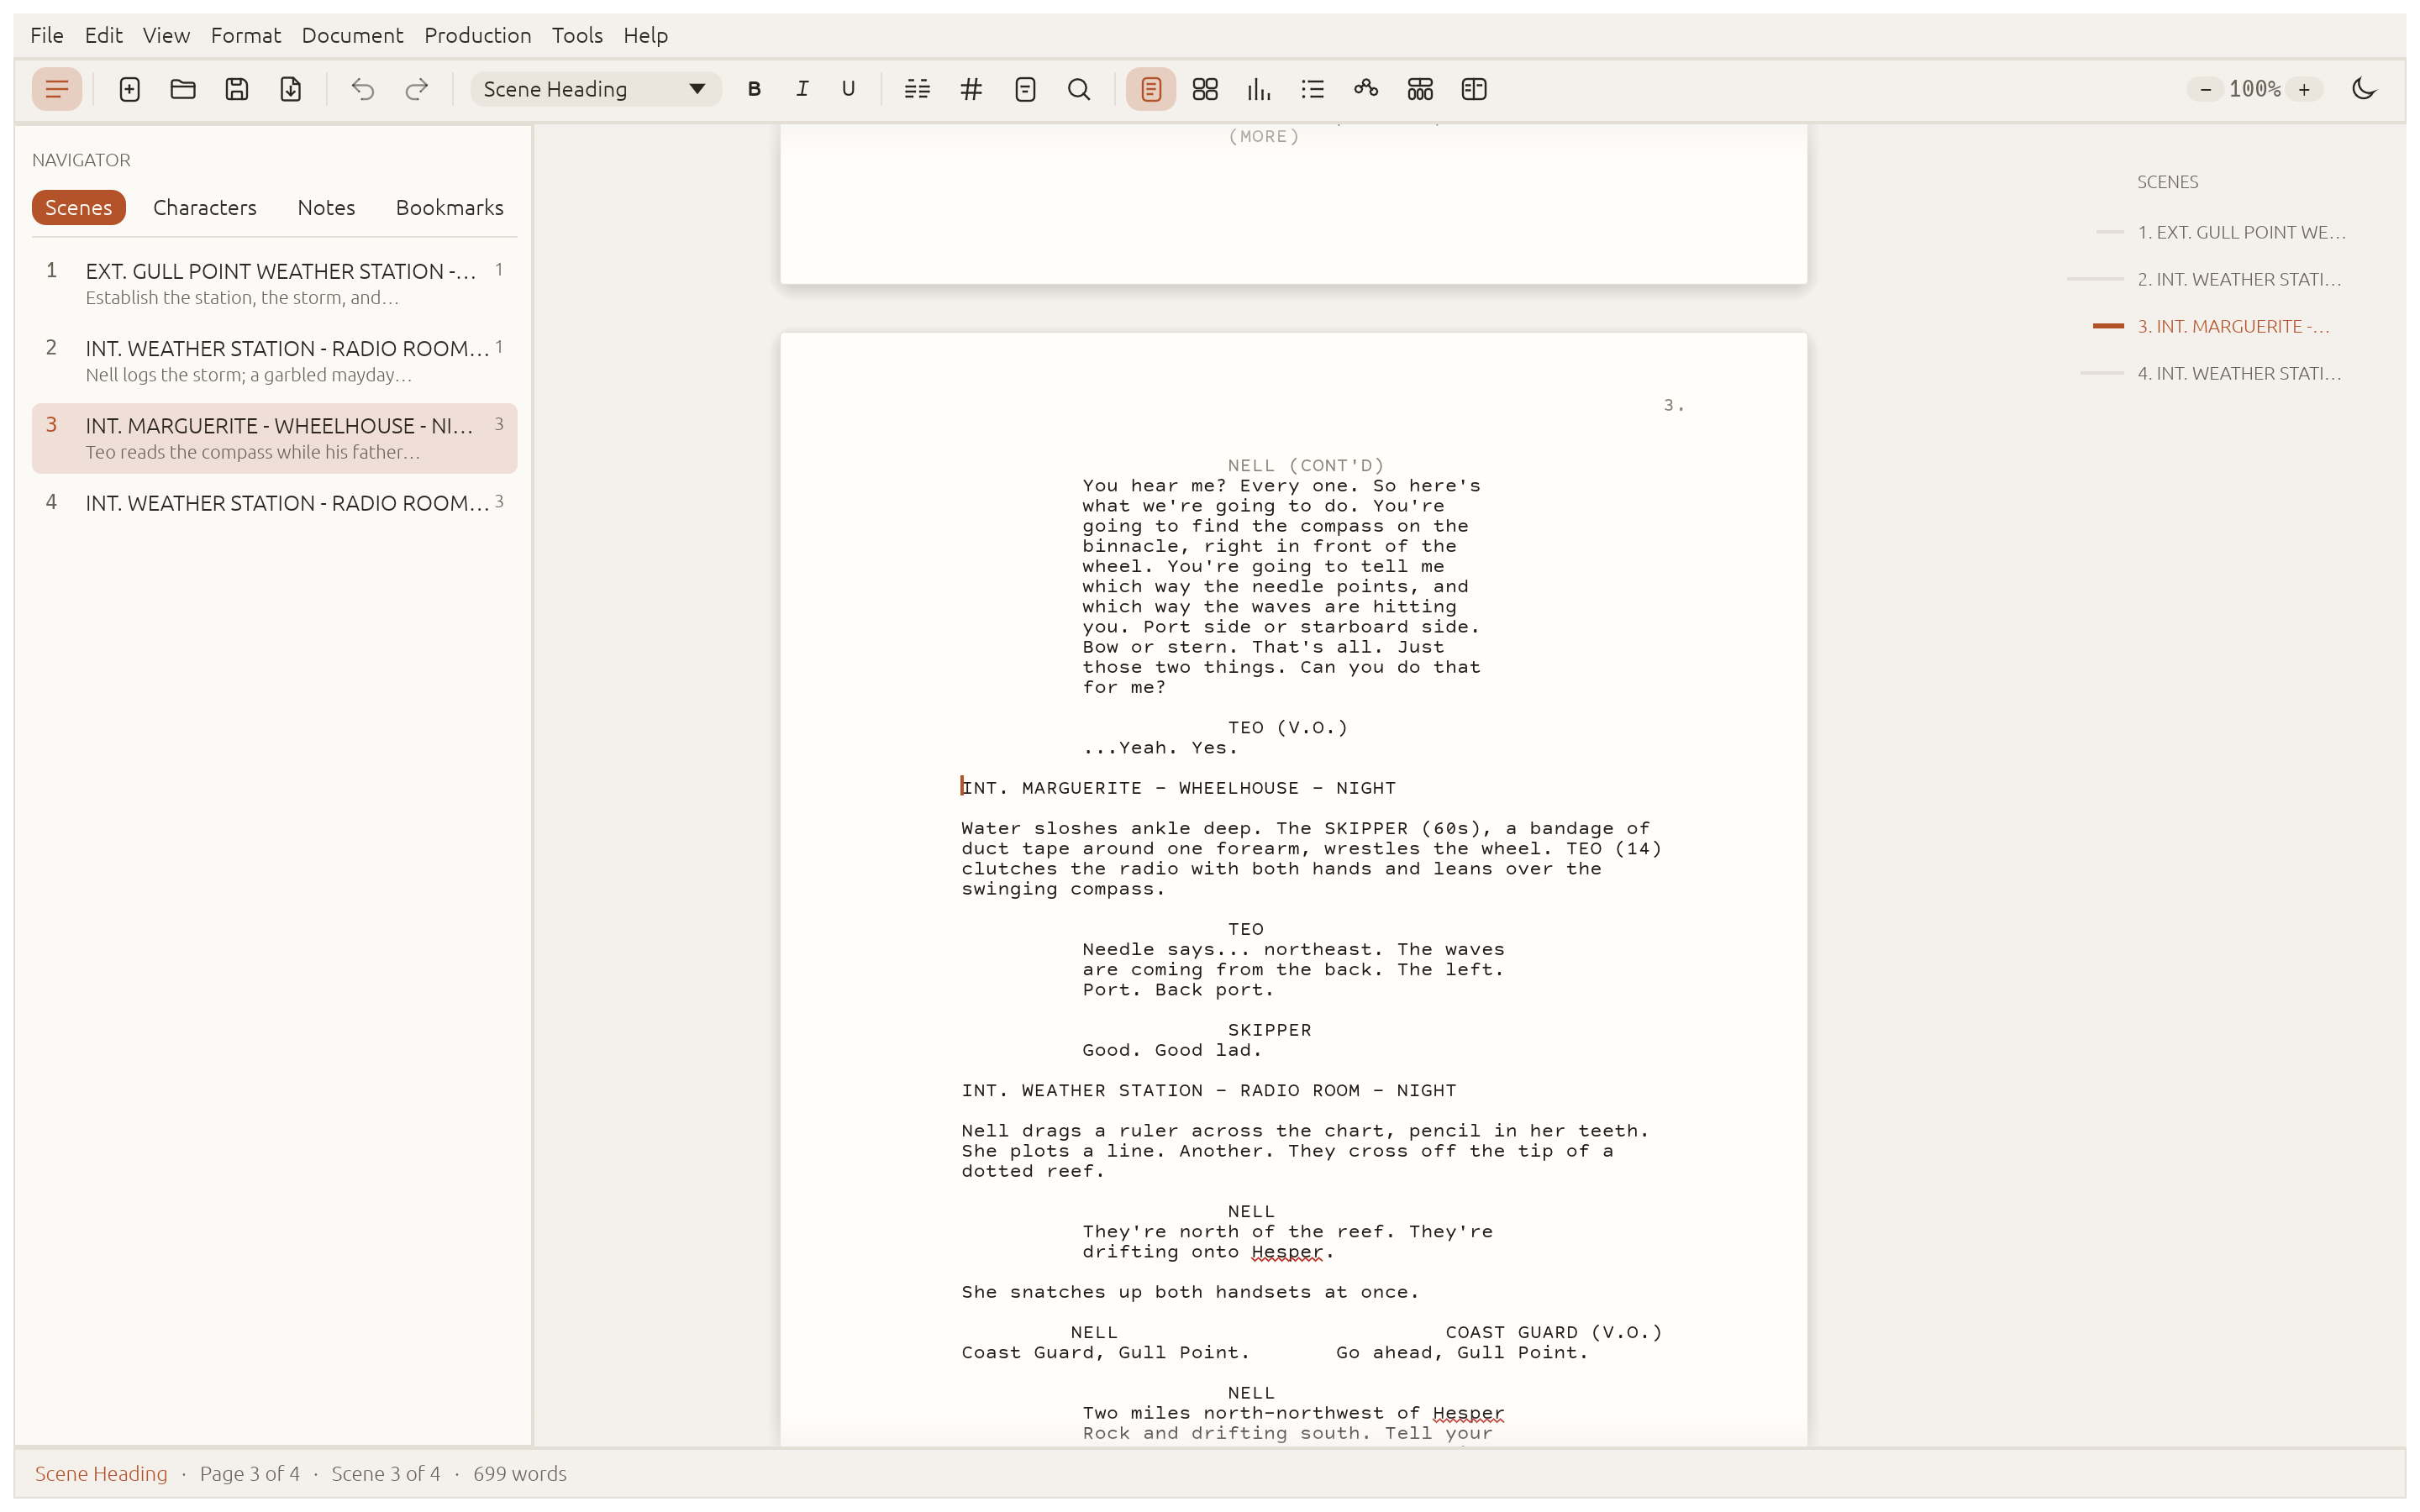 File Edit View Format Document Production Tools Help
Scene Heading B I U # − 100% +
NAVIGATOR
Scenes Characters Notes Bookmarks
1 EXT. GULL POINT WEATHER STATION -… 1
Establish the station, the storm, and…
2 INT. WEATHER STATION - RADIO ROOM… 1
Nell logs the storm; a garbled mayday…
3 INT. MARGUERITE - WHEELHOUSE - NI… 3
Teo reads the compass while his father…
4 INT. WEATHER STATION - RADIO ROOM… 3
(MORE)
3.
NELL (CONT'D)
You hear me? Every one. So here's
what we're going to do. You're
going to find the compass on the
binnacle, right in front of the
wheel. You're going to tell me
which way the needle points, and
which way the waves are hitting
you. Port side or starboard side.
Bow or stern. That's all. Just
those two things. Can you do that
for me?
TEO (V.O.)
...Yeah. Yes.
INT. MARGUERITE - WHEELHOUSE - NIGHT
Water sloshes ankle deep. The SKIPPER (60s), a bandage of
duct tape around one forearm, wrestles the wheel. TEO (14)
clutches the radio with both hands and leans over the
swinging compass.
TEO
Needle says... northeast. The waves
are coming from the back. The left.
Port. Back port.
SKIPPER
Good. Good lad.
INT. WEATHER STATION - RADIO ROOM - NIGHT
Nell drags a ruler across the chart, pencil in her teeth.
She plots a line. Another. They cross off the tip of a
dotted reef.
NELL
They're north of the reef. They're
drifting onto Hesper.
She snatches up both handsets at once.
NELL COAST GUARD (V.O.)
Coast Guard, Gull Point. Go ahead, Gull Point.
NELL
Two miles north-northwest of Hesper
Rock and drifting south. Tell your
SCENES
1. EXT. GULL POINT WE…
2. INT. WEATHER STATI…
3. INT. MARGUERITE -…
4. INT. WEATHER STATI…
Scene Heading · Page 3 of 4 · Scene 3 of 4 · 699 words